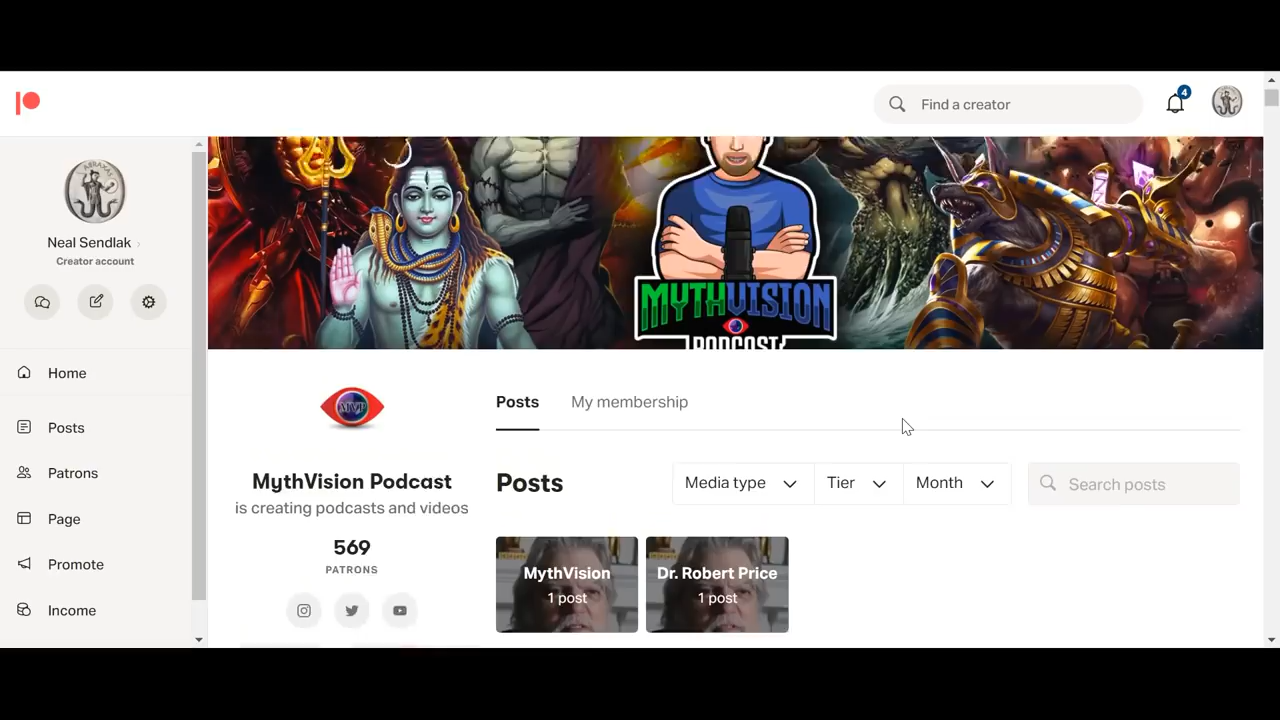 Find a creator
4
ABRAXAS
Neal Sendlak
Creator account
Home
Posts
Patrons
Page
Promote
Income
MYTHVISION
PODCAST
MVP
MythVision Podcast
is creating podcasts and videos
569
PATRONS
Posts My membership
Posts
Media type Tier Month
Search posts
MythVision
1 post
Dr. Robert Price
1 post